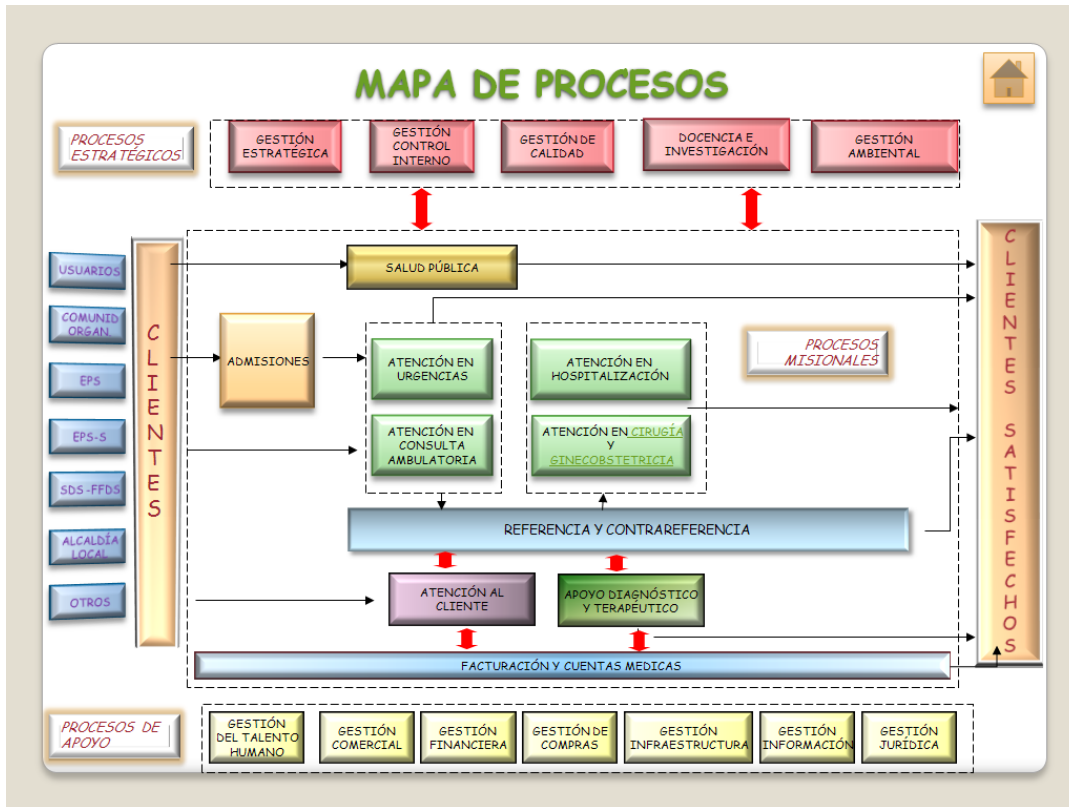 MAPA DE PROCESOS
PROCESOS
ESTRATÉGICOS
GESTIÓN
ESTRATÉGICA
GESTIÓN
CONTROL
INTERNO
GESTIÓN DE
CALIDAD
DOCENCIA E
INVESTIGACIÓN
GESTIÓN
AMBIENTAL
USUARIOS
COMUNID
ORGAN.
EPS
EPS-S
SDS-FFDS
ALCALDÍA
LOCAL
OTROS
CLIENTES
SALUD PÚBLICA
ADMISIONES
ATENCIÓN EN
URGENCIAS
ATENCIÓN EN
CONSULTA
AMBULATORIA
ATENCIÓN EN
HOSPITALIZACIÓN
ATENCIÓN EN CIRUGÍA
Y
GINECOBSTETRICIA
PROCESOS
MISIONALES
REFERENCIA Y CONTRAREFERENCIA
ATENCIÓN AL
CLIENTE
APOYO DIAGNÓSTICO
Y TERAPÉUTICO
FACTURACIÓN Y CUENTAS MEDICAS
CLIENTES SATISFECHOS
PROCESOS DE
APOYO
GESTIÓN
DEL TALENTO
HUMANO
GESTIÓN
COMERCIAL
GESTIÓN
FINANCIERA
GESTIÓN DE
COMPRAS
GESTIÓN
INFRAESTRUCTURA
GESTIÓN
INFORMACIÓN
GESTIÓN
JURÍDICA